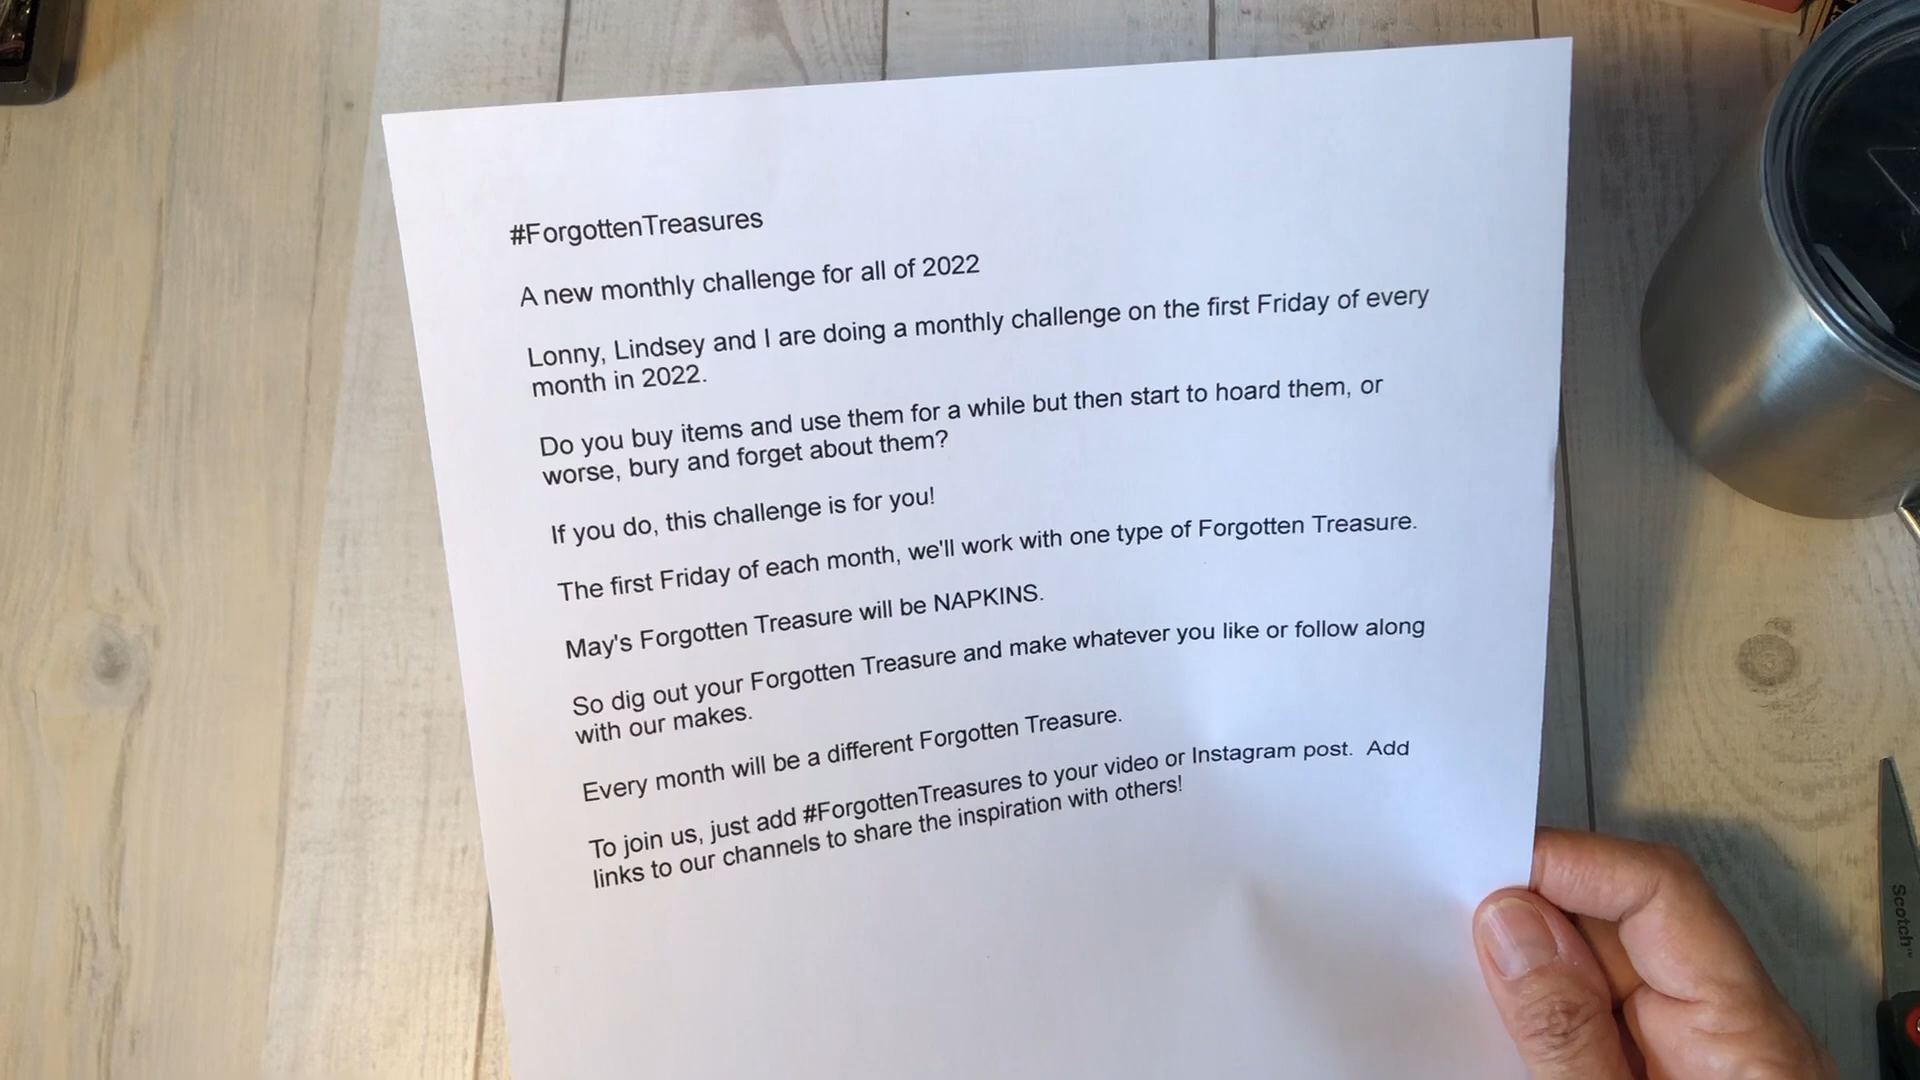 #ForgottenTreasures
A new monthly challenge for all of 2022
Lonny, Lindsey and I are doing a monthly challenge on the first Friday of every
month in 2022.
Do you buy items and use them for a while but then start to hoard them, or
worse, bury and forget about them?
If you do, this challenge is for you!
The first Friday of each month, we'll work with one type of Forgotten Treasure.
May's Forgotten Treasure will be NAPKINS.
So dig out your Forgotten Treasure and make whatever you like or follow along
with our makes.
Every month will be a different Forgotten Treasure.
To join us, just add #ForgottenTreasures to your video or Instagram post.  Add
links to our channels to share the inspiration with others!
Scotch™